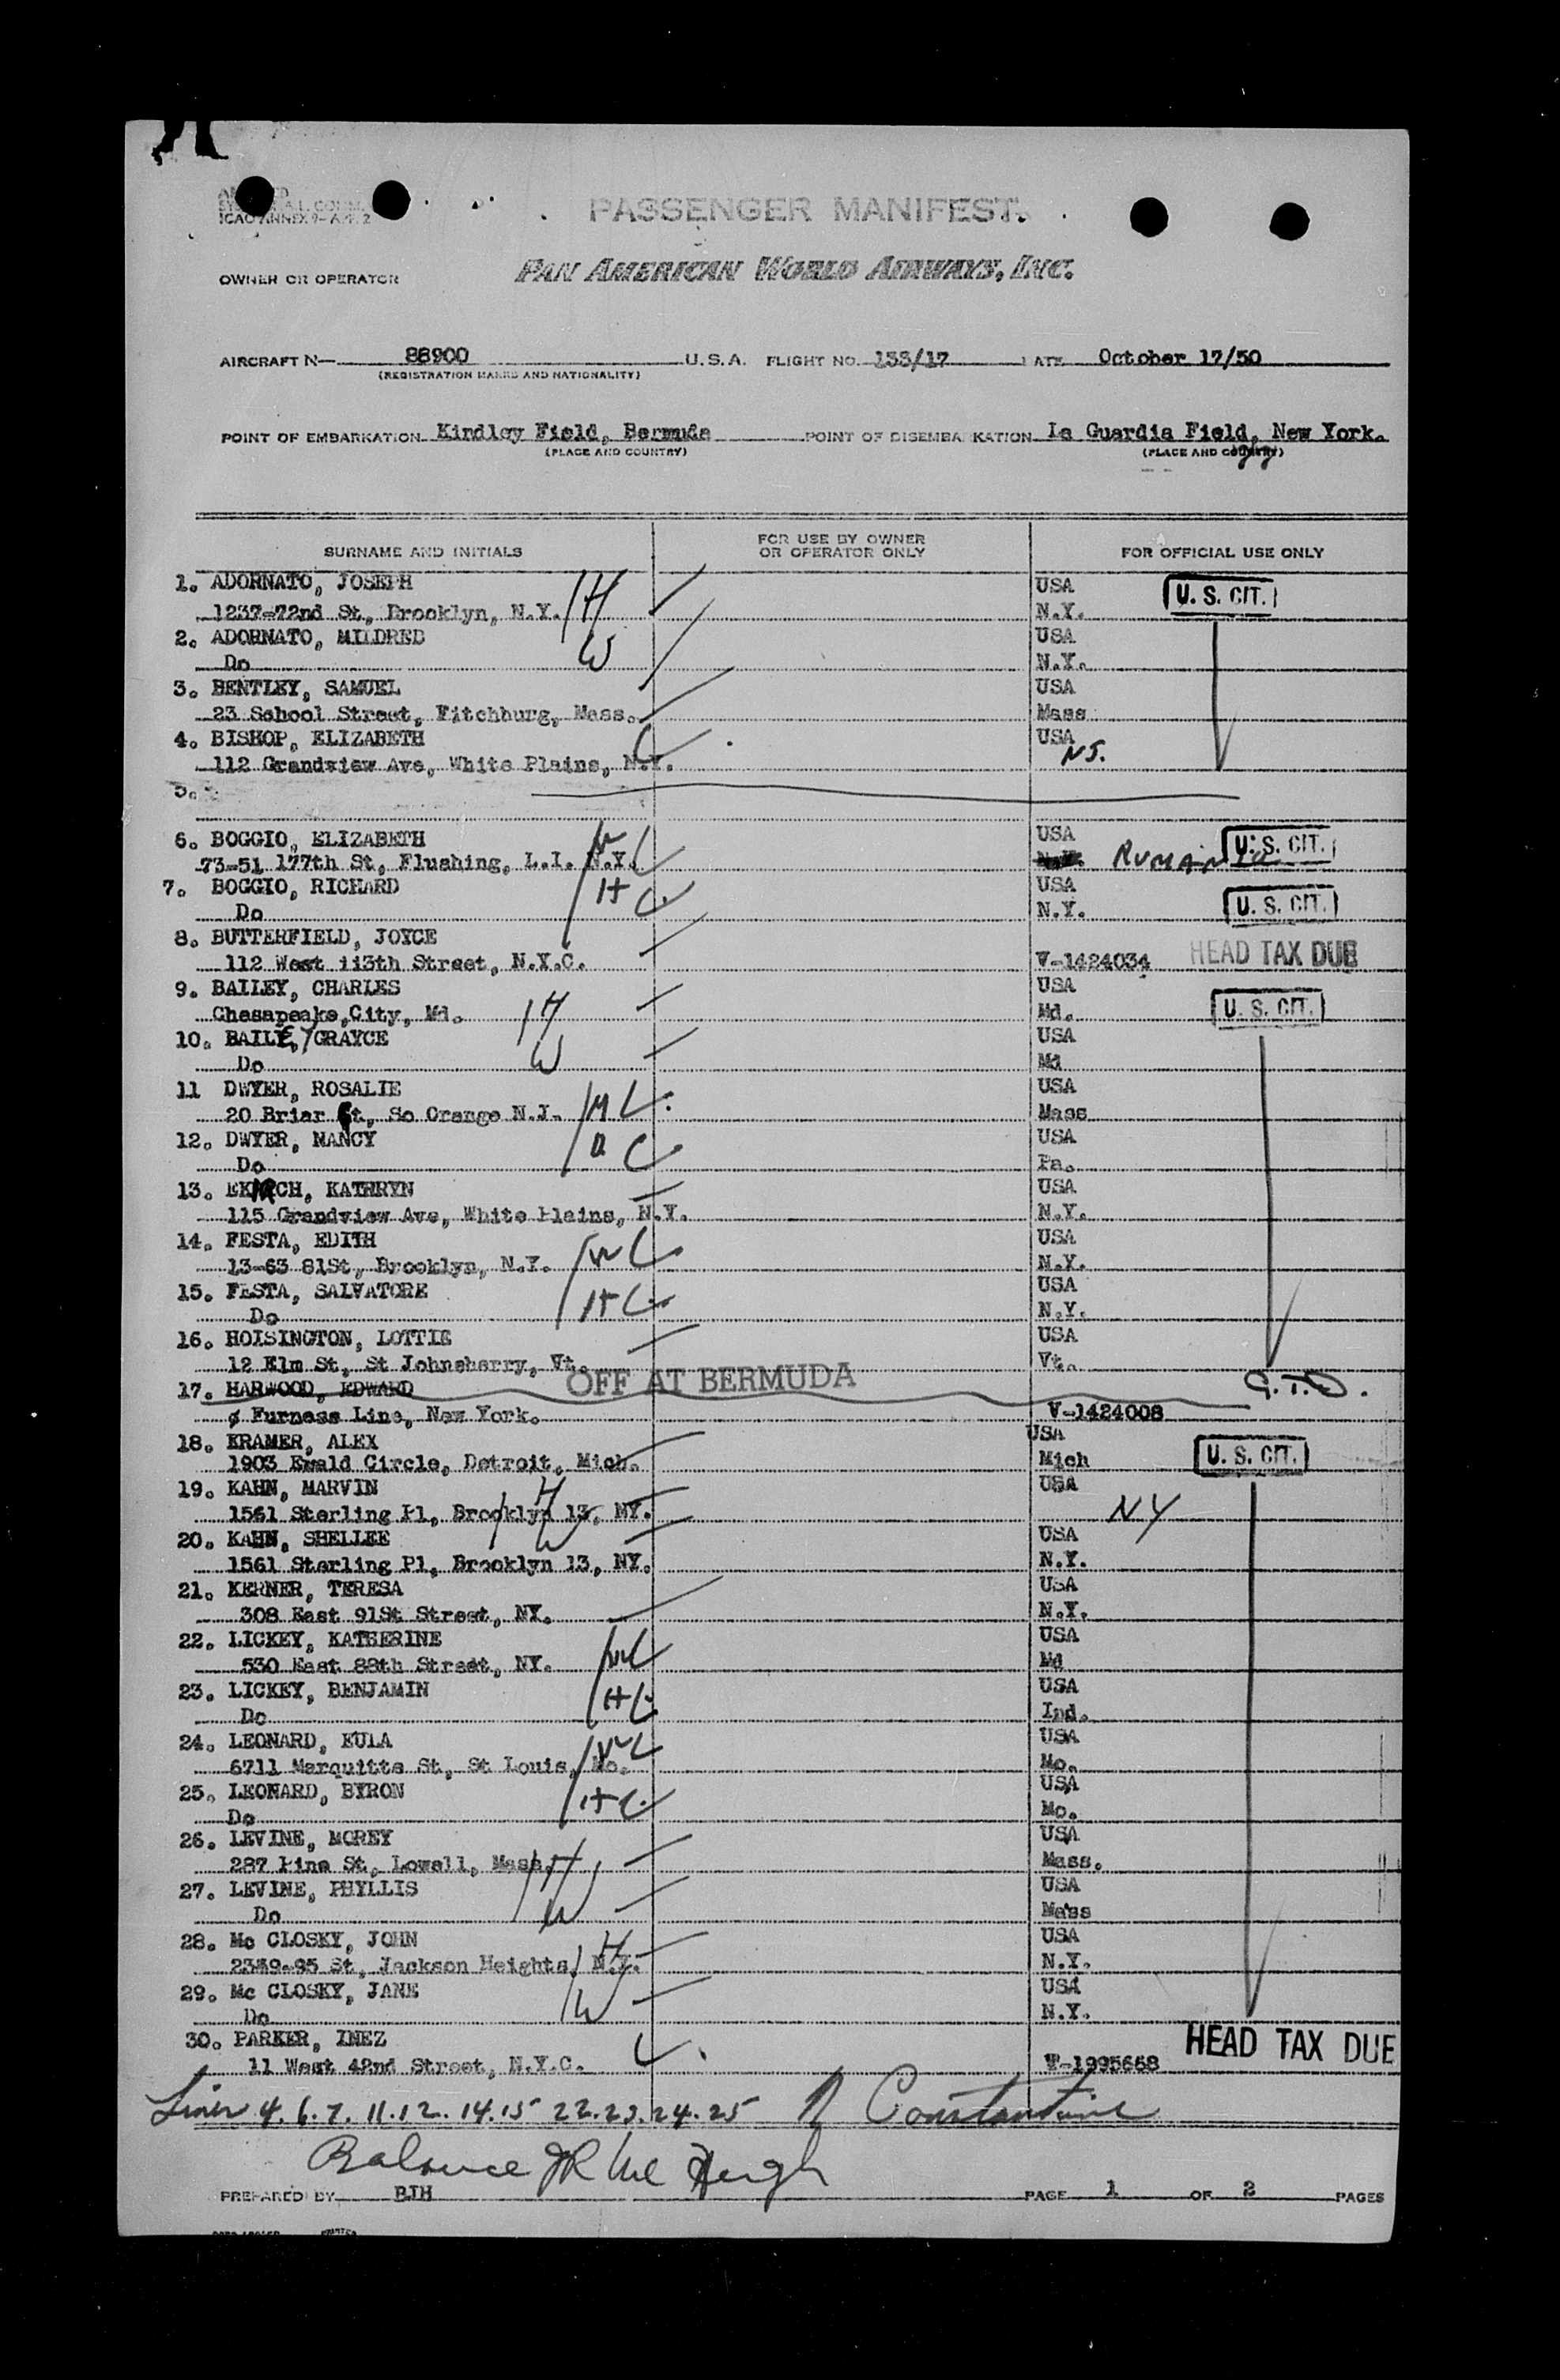 ICAO ANNEX 9-APP. 2
PASSENGER MANIFEST.
OWNER OR OPERATOR PAN AMERICAN WORLD AIRWAYS, INC.
AIRCRAFT N— 88900 U.S.A. FLIGHT NO. 133/17 DATE October 17/50
(REGISTRATION MARKS AND NATIONALITY)
POINT OF EMBARKATION Kindley Field, Bermuda POINT OF DISEMBARKATION La Guardia Field, New York.
(PLACE AND COUNTRY) (PLACE AND COUNTRY)
SURNAME AND INITIALS FOR USE BY OWNER OR OPERATOR ONLY FOR OFFICIAL USE ONLY
1. ADORNATO, JOSEPH H USA U. S. CIT.
1237-72nd St, Brooklyn, N.Y. N.Y.
2. ADORNATO, MILDRED W USA
Do N.Y.
3. BENTLEY, SAMUEL USA
23 School Street, Fitchburg, Mass. Mass
4. BISHOP, ELIZABETH USA
112 Grandview Ave, White Plains, N.Y. NJ.
5.
6. BOGGIO, ELIZABETH W USA U. S. CIT.
73-51 177th St, Flushing, L.I. N.Y. N.Y. RUMANIA
7. BOGGIO, RICHARD H USA
Do N.Y. U. S. CIT.
8. BUTTERFIELD, JOYCE
112 West 113th Street, N.Y.C. V-1424034 HEAD TAX DUE
9. BAILEY, CHARLES H USA
Chesapeake,City, Md. Md. U. S. CIT.
10. BAILEY, GRAYCE W USA
Do Md
11 DWYER, ROSALIE USA
20 Briar Ct, So Orange N.J. M Mass
12. DWYER, NANCY D USA
Do Pa.
13. EKIRCH, KATHRYN USA
115 Grandview Ave, White Plains, N.Y. N.Y.
14. FESTA, EDITH W USA
13-63 81St, Brooklyn, N.Y. N.Y.
15. FESTA, SALVATORE H USA
Do N.Y.
16. HOISINGTON, LOTTIE USA
12 Elm St, St Johnsberry, Vt. Vt.
17. HARWOOD, EDWARD OFF AT BERMUDA
Furness Line, New York. V-1424008
18. KRAMER, ALEX USA
1903 Ewald Circle, Detroit, Mich. Mich U. S. CIT.
19. KAHN, MARVIN H USA
1561 Sterling Pl, Brooklyn 13, NY. NY
20. KAHN, SHELLEE W USA
1561 Sterling Pl, Brooklyn 13, NY. N.Y.
21. KERNER, TERESA USA
308 East 91St Street, NY. N.Y.
22. LICKEY, KATHERINE W USA
530 East 88th Street, NY. Md
23. LICKEY, BENJAMIN H USA
Do Ind.
24. LEONARD, EULA W USA
6711 Marquitte St, St Louis, Mo. Mo.
25. LEONARD, BYRON H USA
Do Mo.
26. LEVINE, MOREY H USA
287 Pine St, Lowell, Mass. Mass.
27. LEVINE, PHYLLIS W USA
Do Mass
28. Mc CLOSKY, JOHN H USA
2359-95 St, Jackson Heights, N.Y. N.Y.
29. Mc CLOSKY, JANE W USA
Do N.Y.
30. PARKER, INEZ HEAD TAX DUE
11 West 42nd Street, N.Y.C. V-1995668
Lines 4. 6. 7. 11. 12. 14. 15 22. 23. 24. 25 Constantine
Balance
PREPARED BY BJH PAGE 1 OF 2 PAGES